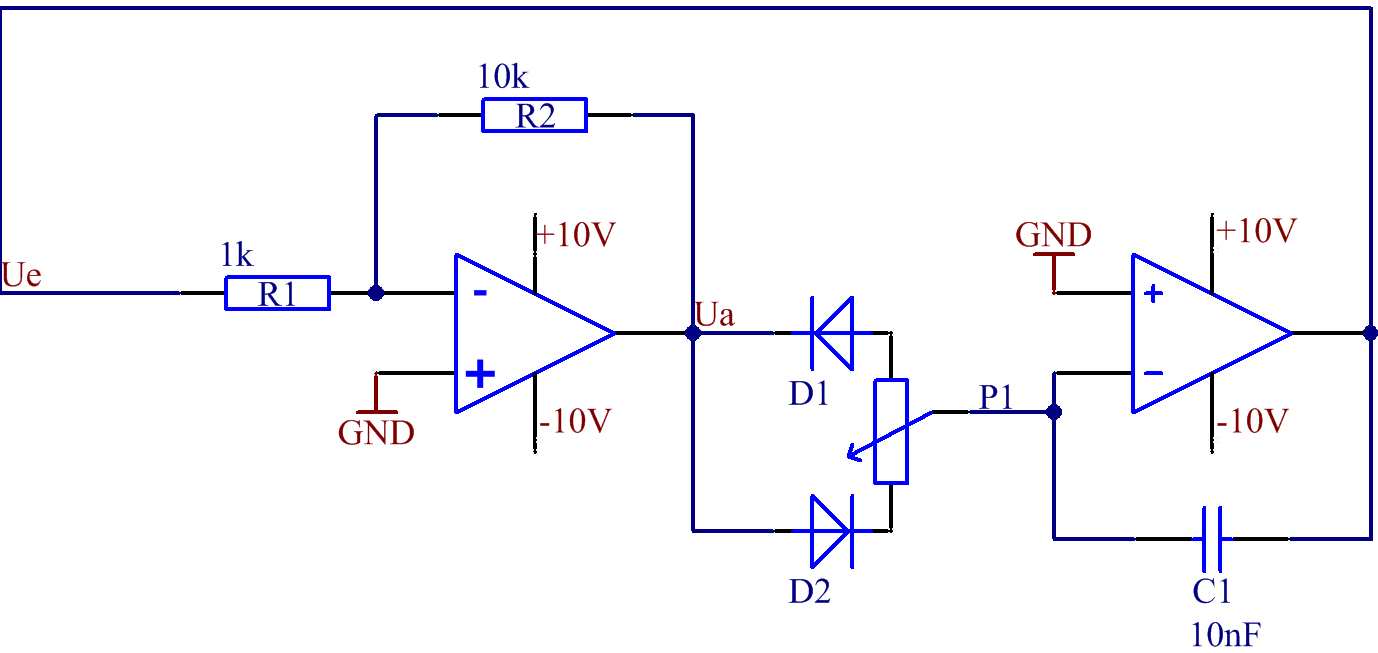 10k
R2
+10V
+10V
GND
1k
Ue
R1
-
+
Ua
+
-
D1
P1
GND
-10V
-10V
D2
C1
10nF